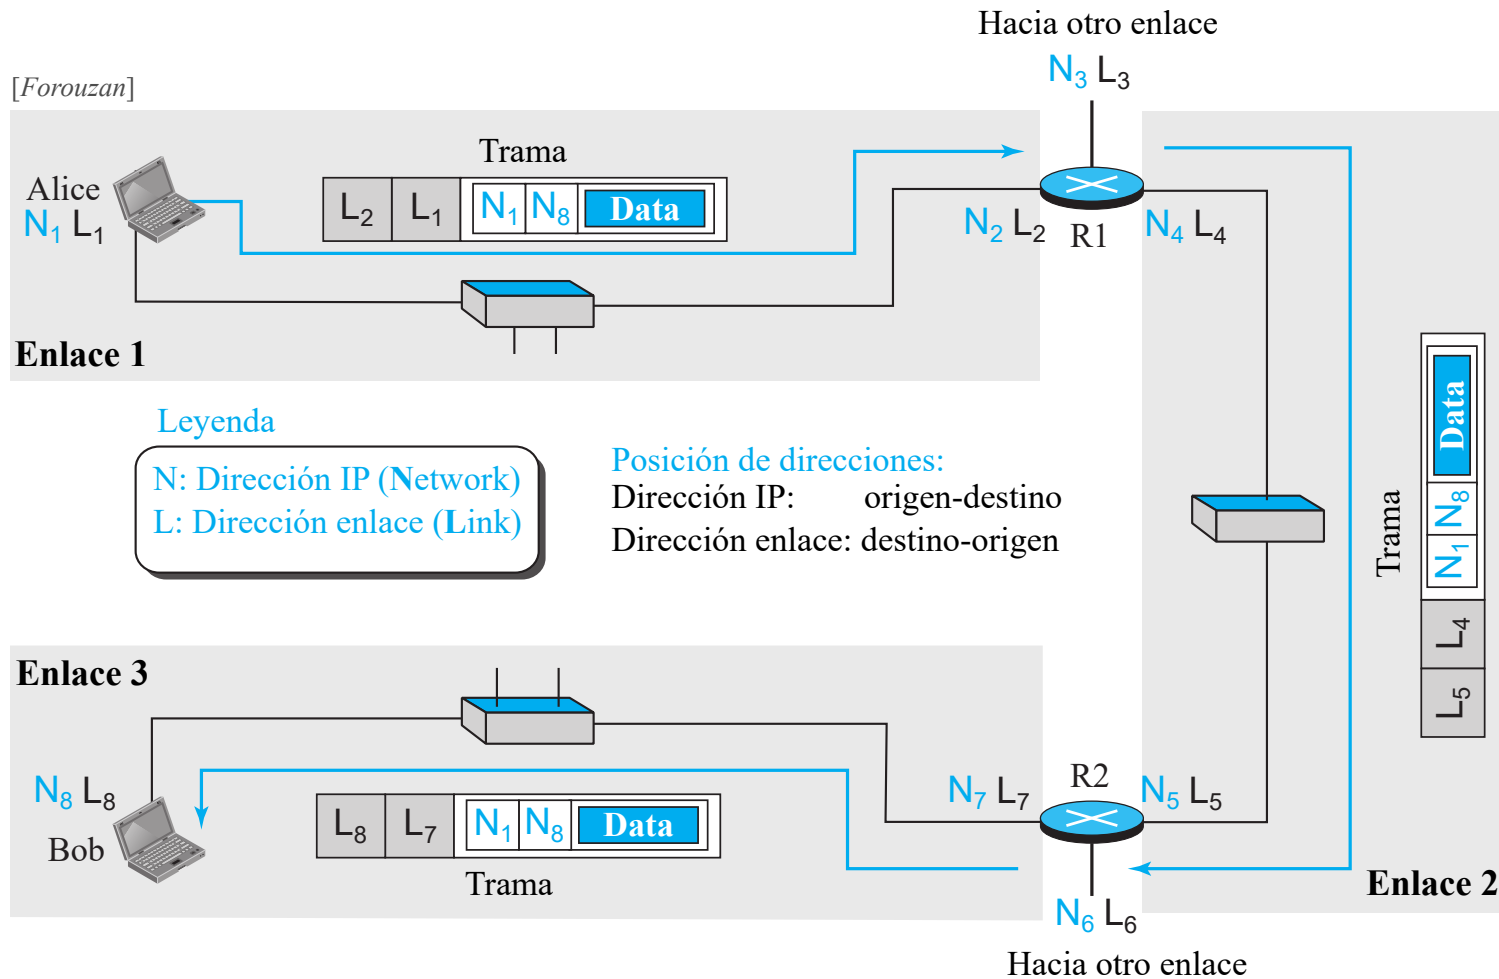 Hacia otro enlace
N3 L3
[Forouzan]
Trama
Alice
N1 L1
L2 L1 N1 N8 Data
N2 L2
R1
N4 L4
Enlace 1
Leyenda
N: Dirección IP (Network)
L: Dirección enlace (Link)
Posición de direcciones:
Dirección IP: origen-destino
Dirección enlace: destino-origen
Trama
L5 L4 N1 N8 Data
Enlace 3
N8 L8
Bob
L8 L7 N1 N8 Data
Trama
N7 L7
R2
N5 L5
Enlace 2
N6 L6
Hacia otro enlace